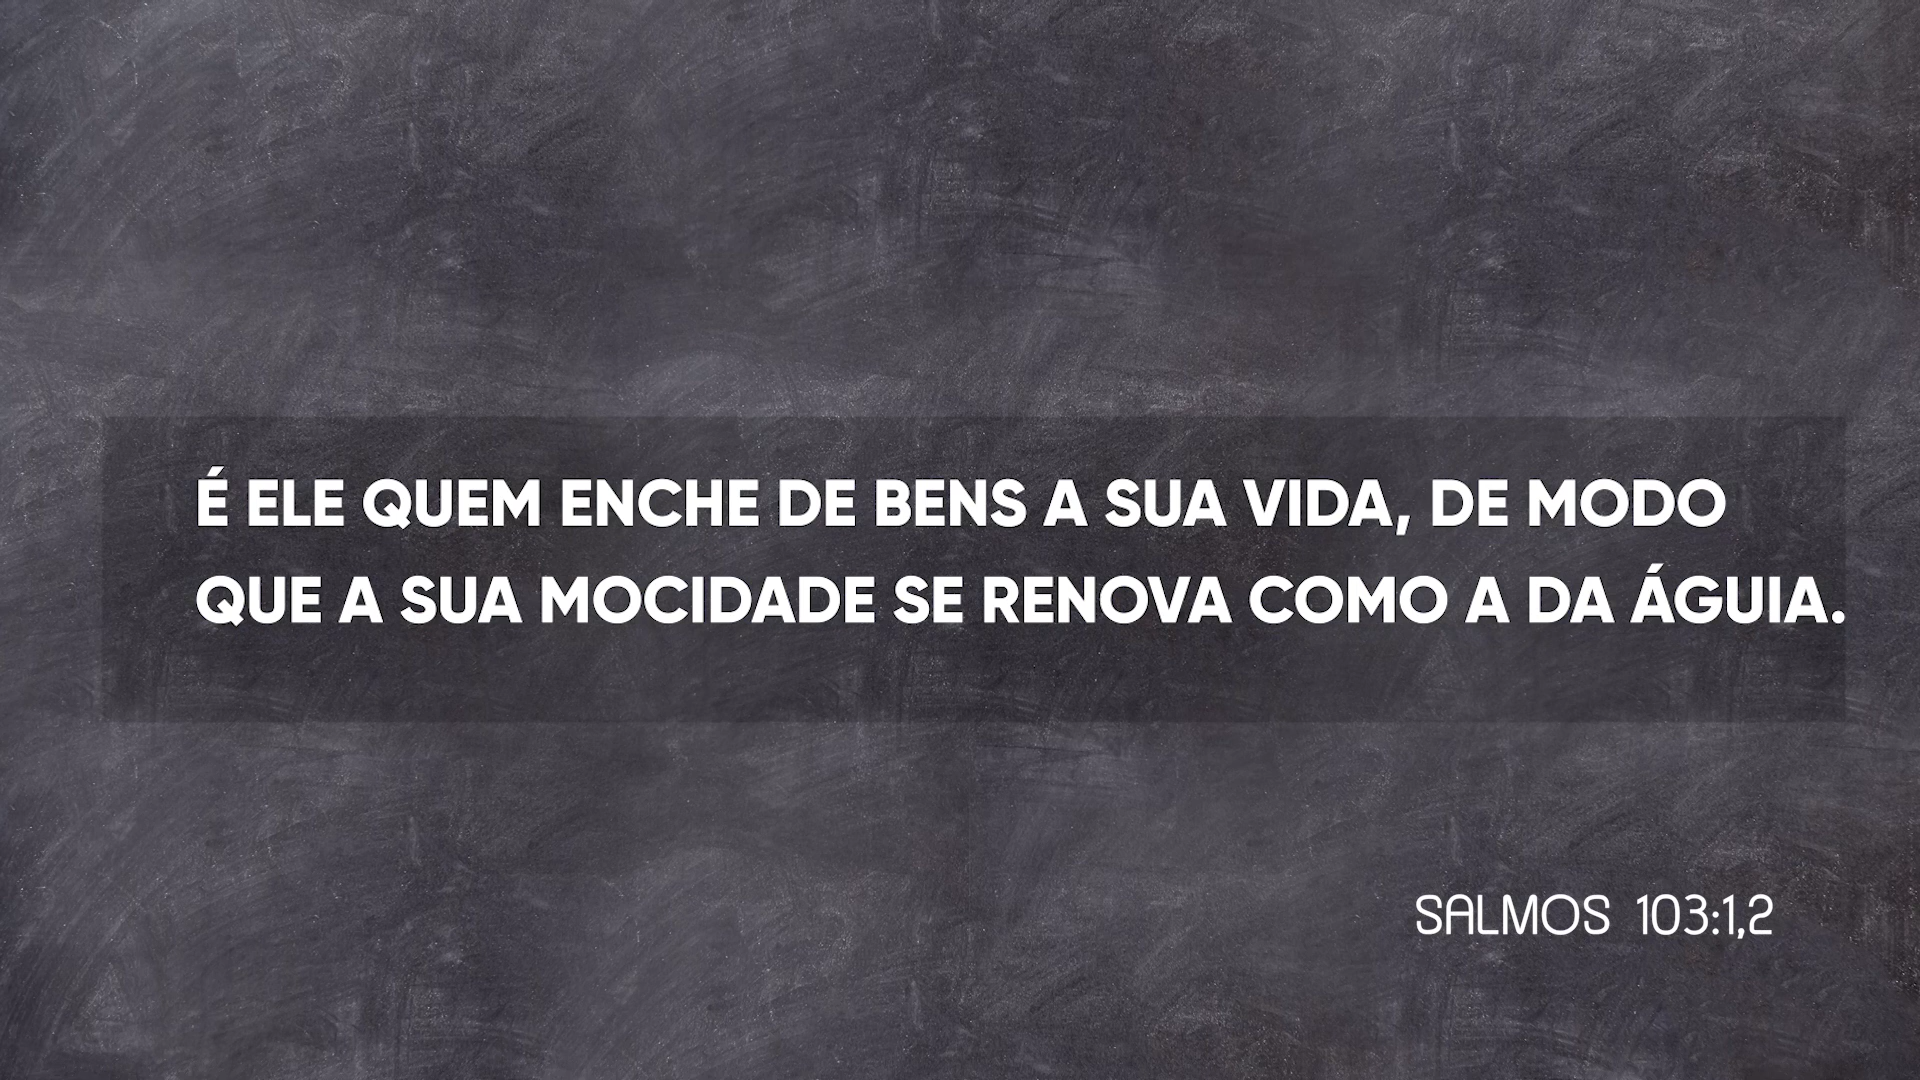 É ELE QUEM ENCHE DE BENS A SUA VIDA, DE MODO
QUE A SUA MOCIDADE SE RENOVA COMO A DA ÁGUIA.
SALMOS 103:1,2